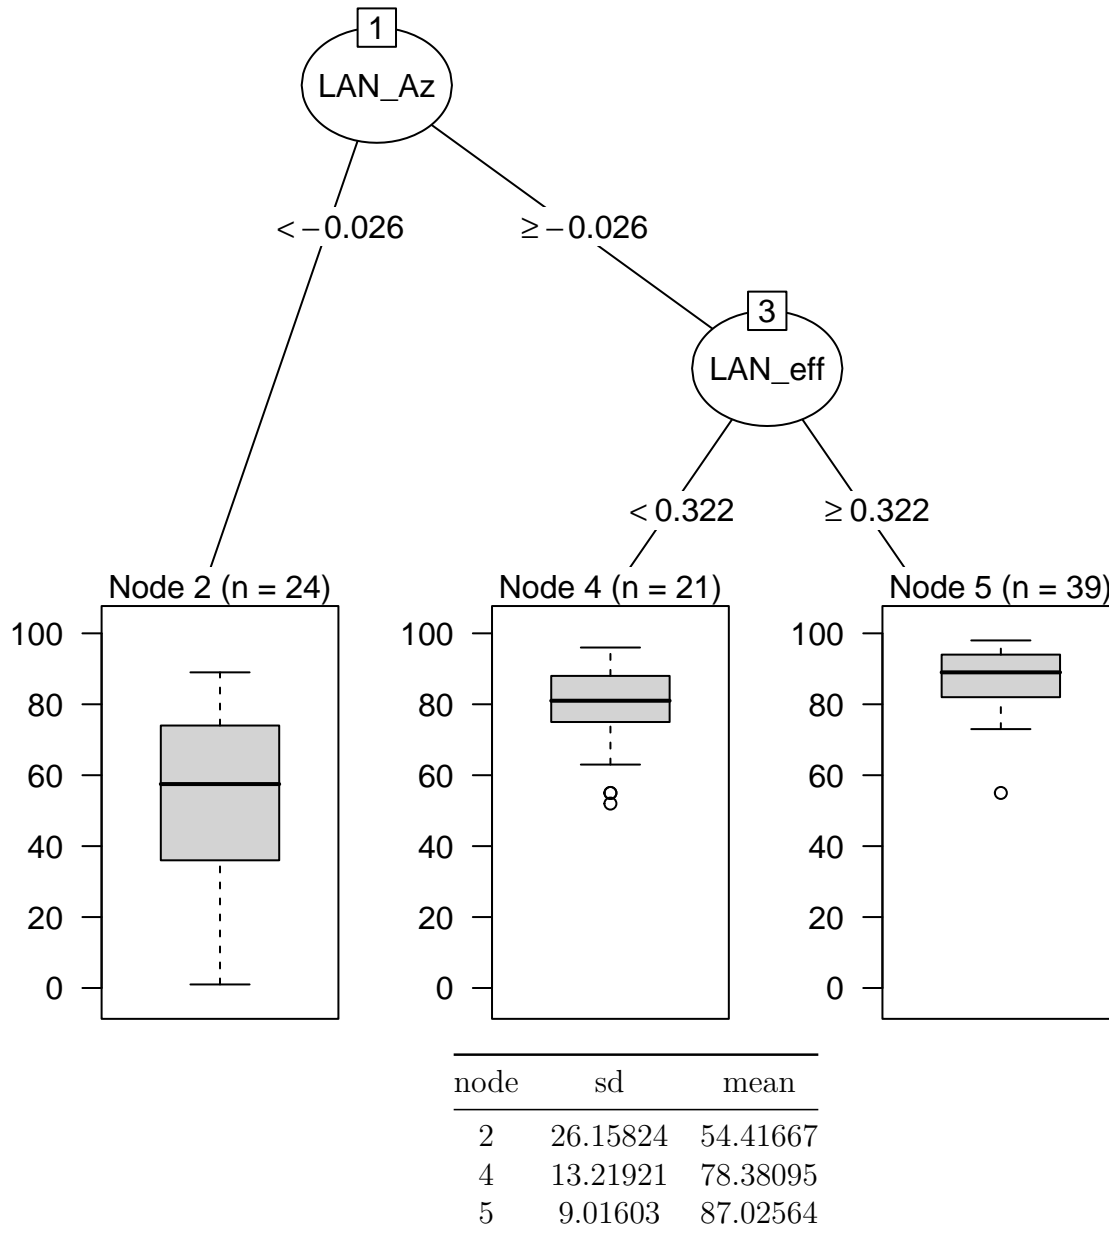 1
LAN_Az
< −0.026 ≥ −0.026
3
LAN_eff
< 0.322 ≥ 0.322
Node 2 (n = 24) Node 4 (n = 21) Node 5 (n = 39)
100 100 100
80 80 80
60 60 60
40 40 40
20 20 20
0 0 0
node sd mean
2 26.15824 54.41667
4 13.21921 78.38095
5 9.01603 87.02564